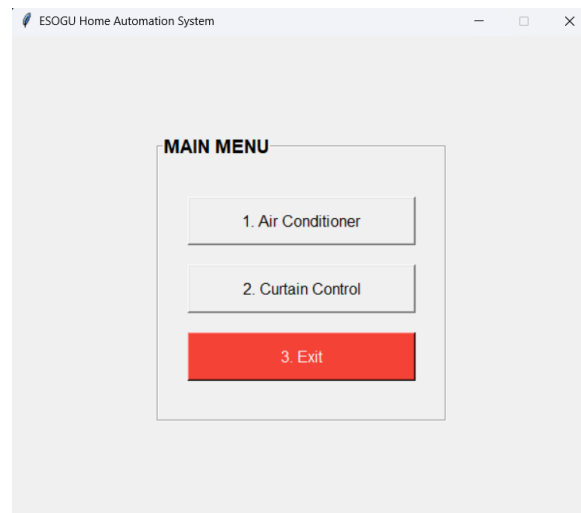 ESOGU Home Automation System
MAIN MENU
1. Air Conditioner
2. Curtain Control
3. Exit